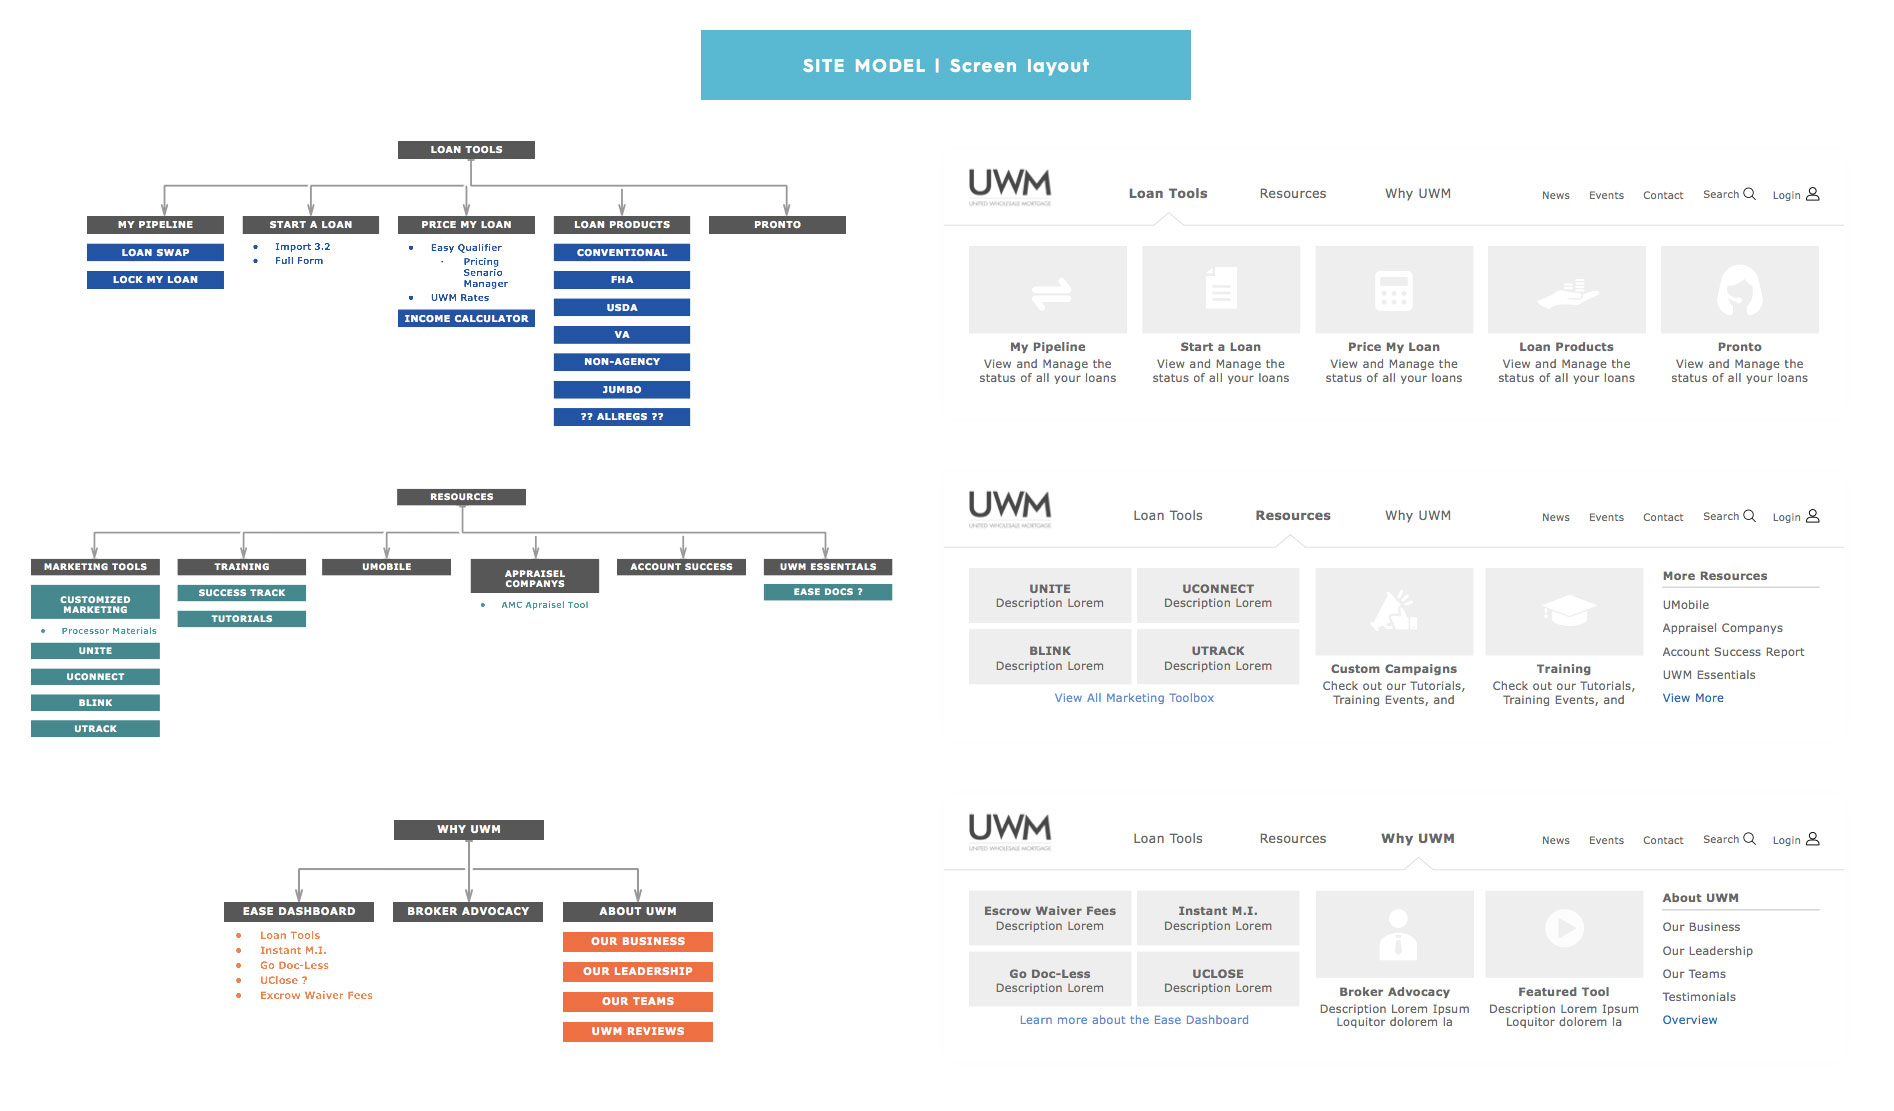 SITE MODEL | Screen layout
LOAN TOOLS
MY PIPELINE
LOAN SWAP
LOCK MY LOAN
START A LOAN
• Import 3.2
• Full Form
PRICE MY LOAN
• Easy Qualifier
- Pricing
Senario
Manager
• UWM Rates
INCOME CALCULATOR
LOAN PRODUCTS
CONVENTIONAL
FHA
USDA
VA
NON-AGENCY
JUMBO
?? ALLREGS ??
PRONTO
UWM
UNITED WHOLESALE MORTGAGE
Loan Tools
Resources
Why UWM
News
Events
Contact
Search
Login
My Pipeline
View and Manage the
status of all your loans
Start a Loan
View and Manage the
status of all your loans
Price My Loan
View and Manage the
status of all your loans
Loan Products
View and Manage the
status of all your loans
Pronto
View and Manage the
status of all your loans
RESOURCES
MARKETING TOOLS
CUSTOMIZED
MARKETING
• Processor Materials
UNITE
UCONNECT
BLINK
UTRACK
TRAINING
SUCCESS TRACK
TUTORIALS
UMOBILE
APPRAISEL
COMPANYS
• AMC Apraisel Tool
ACCOUNT SUCCESS
UWM ESSENTIALS
EASE DOCS ?
UWM
UNITED WHOLESALE MORTGAGE
Loan Tools
Resources
Why UWM
News
Events
Contact
Search
Login
UNITE
Description Lorem
UCONNECT
Description Lorem
BLINK
Description Lorem
UTRACK
Description Lorem
View All Marketing Toolbox
Custom Campaigns
Check out our Tutorials,
Training Events, and
Training
Check out our Tutorials,
Training Events, and
More Resources
UMobile
Appraisel Companys
Account Success Report
UWM Essentials
View More
WHY UWM
EASE DASHBOARD
• Loan Tools
• Instant M.I.
• Go Doc-Less
• UClose ?
• Excrow Waiver Fees
BROKER ADVOCACY
ABOUT UWM
OUR BUSINESS
OUR LEADERSHIP
OUR TEAMS
UWM REVIEWS
UWM
UNITED WHOLESALE MORTGAGE
Loan Tools
Resources
Why UWM
News
Events
Contact
Search
Login
Escrow Waiver Fees
Description Lorem
Instant M.I.
Description Lorem
Go Doc-Less
Description Lorem
UCLOSE
Description Lorem
Learn more about the Ease Dashboard
Broker Advocacy
Description Lorem Ipsum
Loquitor dolorem la
Featured Tool
Description Lorem Ipsum
Loquitor dolorem la
About UWM
Our Business
Our Leadership
Our Teams
Testimonials
Overview